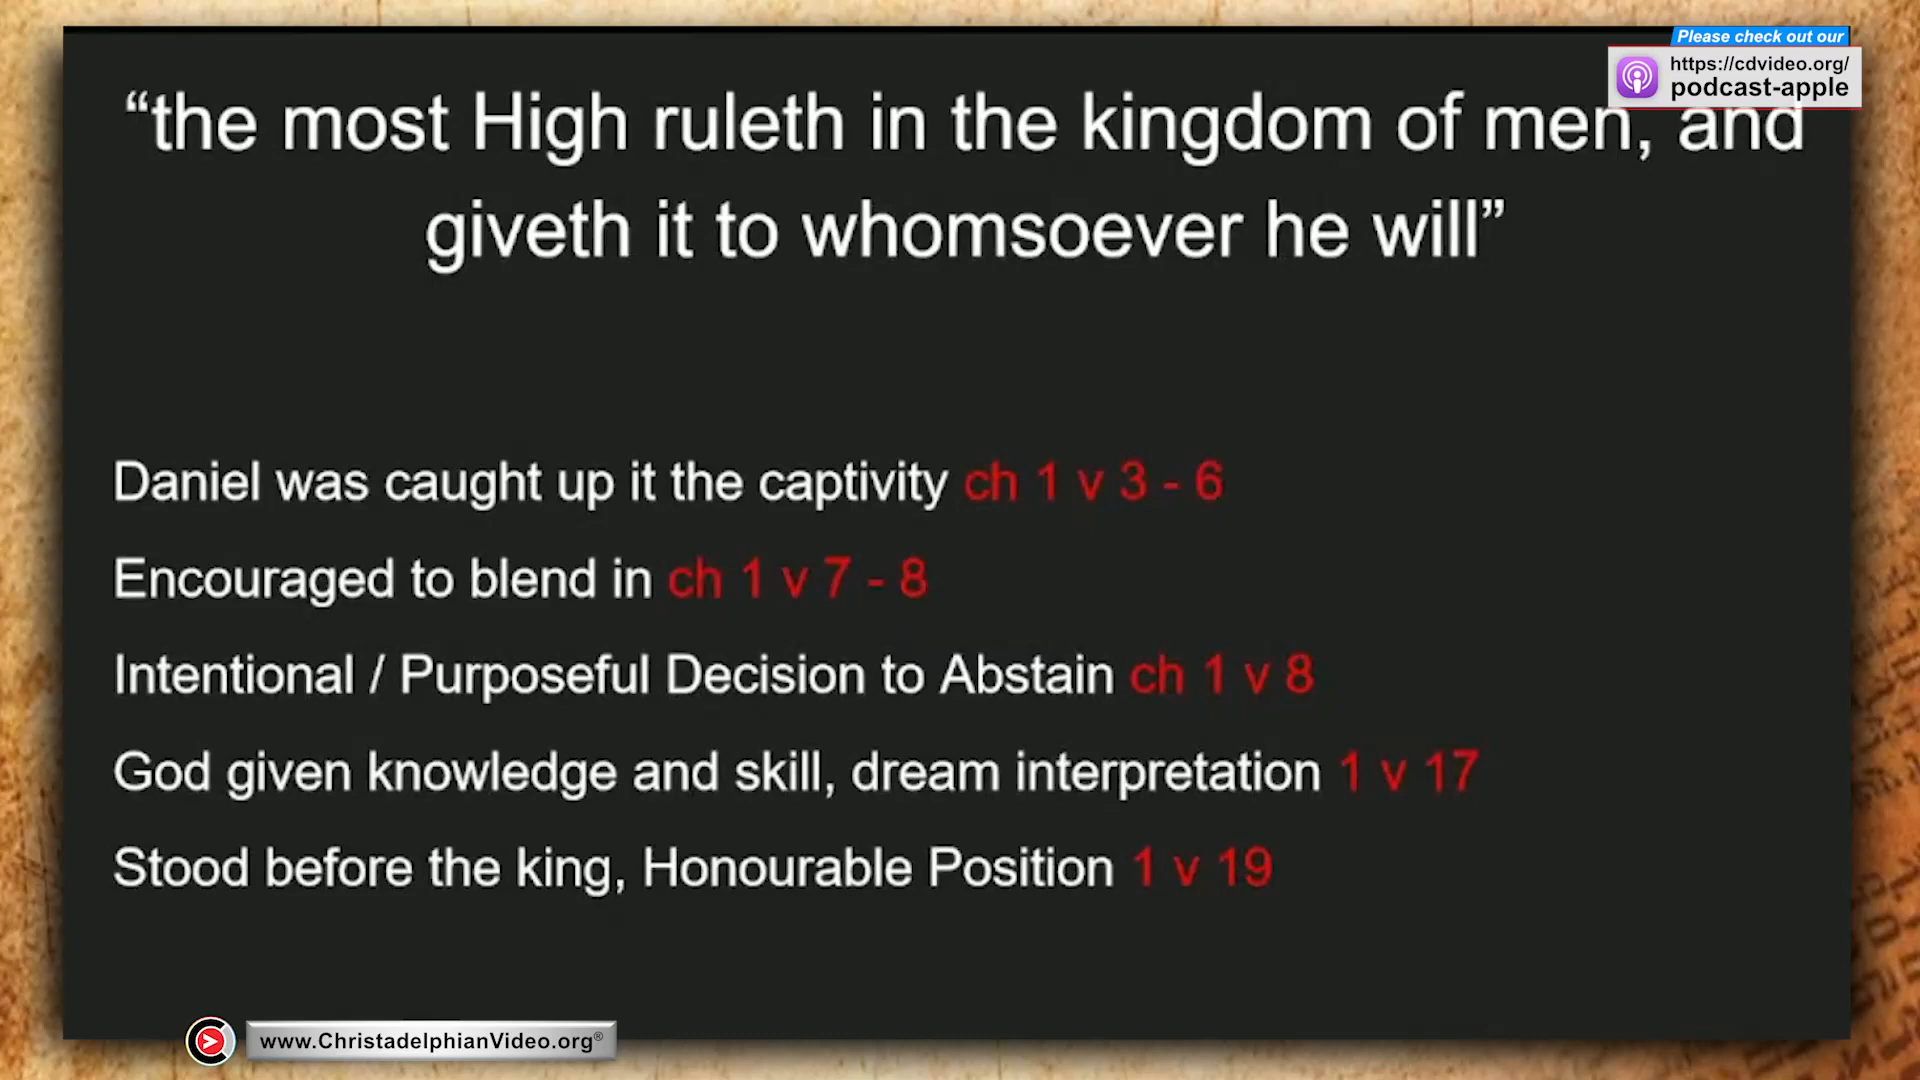 Please check out our
https://cdvideo.org/
podcast-apple
“the most High ruleth in the kingdom of men, and
giveth it to whomsoever he will”
Daniel was caught up it the captivity ch 1 v 3 - 6
Encouraged to blend in ch 1 v 7 - 8
Intentional / Purposeful Decision to Abstain ch 1 v 8
God given knowledge and skill, dream interpretation 1 v 17
Stood before the king, Honourable Position 1 v 19
www.ChristadelphianVideo.org®